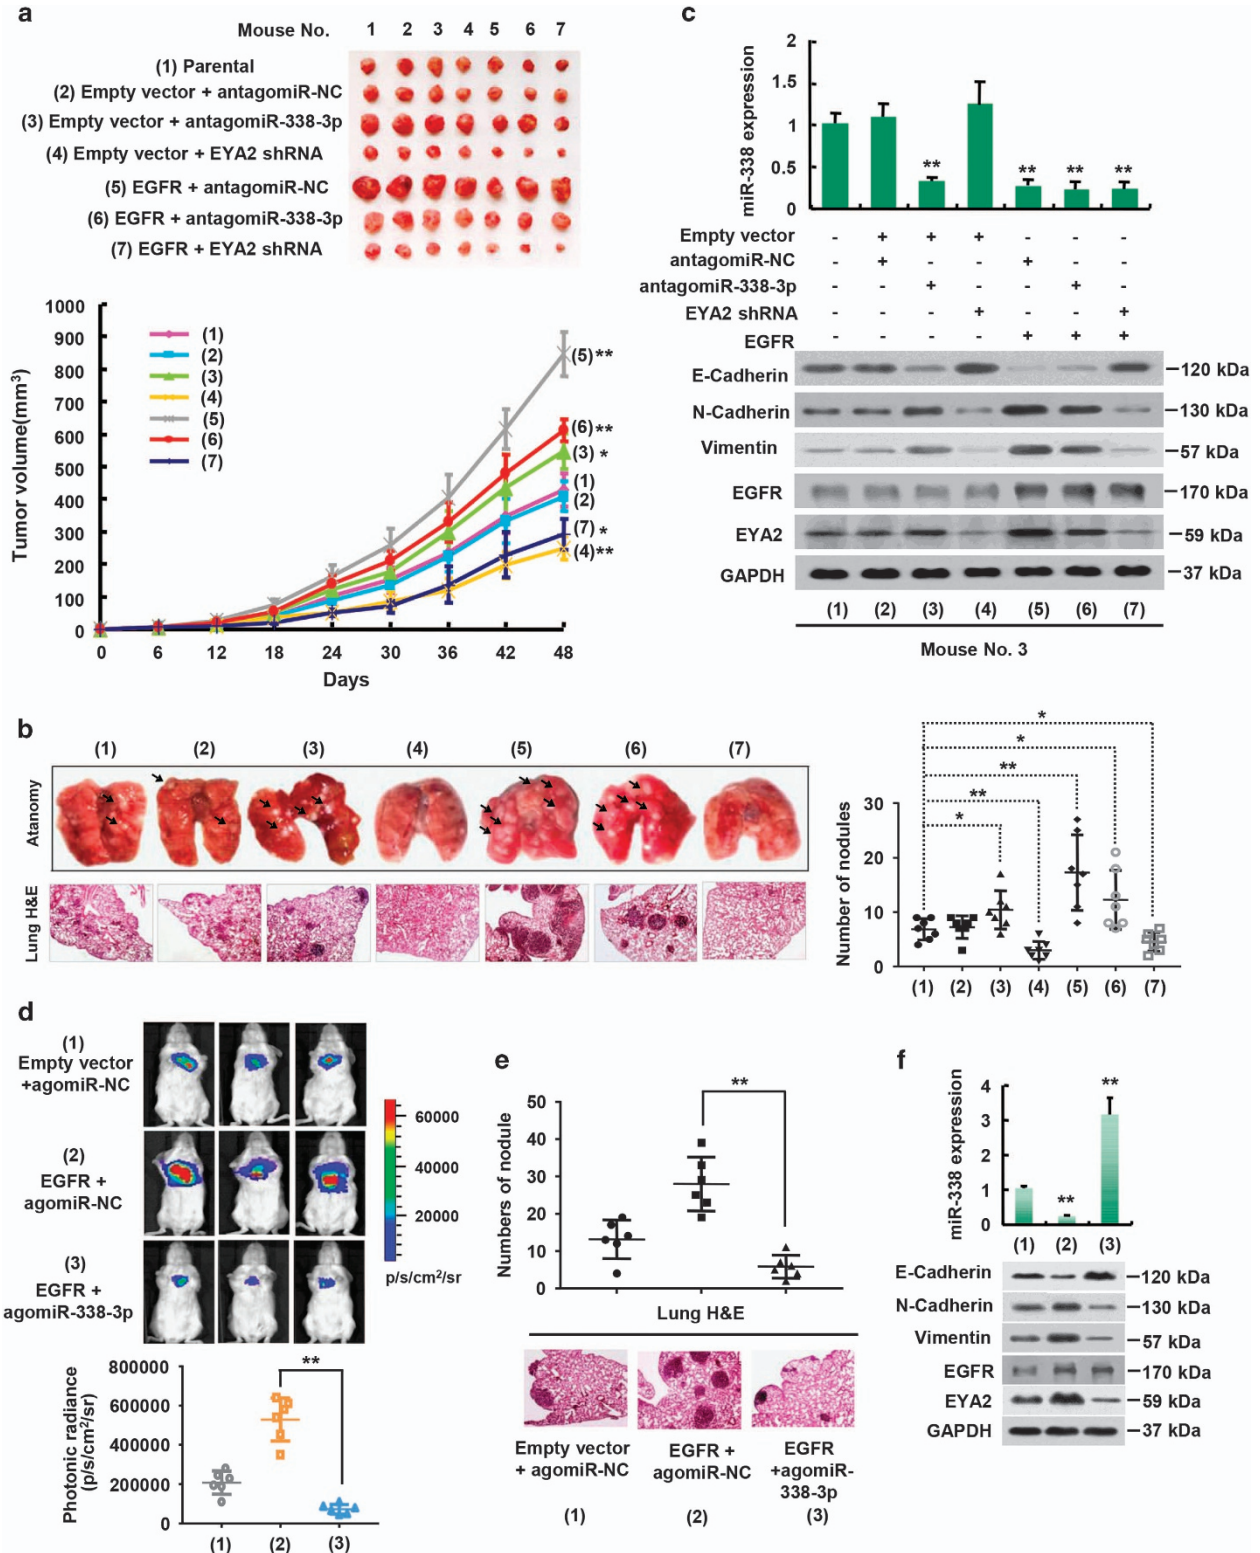 a
Mouse No. 1 2 3 4 5 6 7
(1) Parental
(2) Empty vector + antagomiR-NC
(3) Empty vector + antagomiR-338-3p
(4) Empty vector + EYA2 shRNA
(5) EGFR + antagomiR-NC
(6) EGFR + antagomiR-338-3p
(7) EGFR + EYA2 shRNA
Tumor volume(mm³)
1000
900
800
700
600
500
400
300
200
100
0
(1)
(2)
(3)
(4)
(5)
(6)
(7)
(5) **
(6) **
(3) *
(1)
(2)
(7) *
(4) **
0 6 12 18 24 30 36 42 48
Days
c
miR-338 expression
2
1.5
1
0.5
0
** ** ** **
Empty vector - + + + - - -
antagomiR-NC - + - - + - -
antagomiR-338-3p - - + - - + -
EYA2 shRNA - - - + - - +
EGFR - - - - + + +
E-Cadherin 120 kDa
N-Cadherin 130 kDa
Vimentin 57 kDa
EGFR 170 kDa
EYA2 59 kDa
GAPDH 37 kDa
(1) (2) (3) (4) (5) (6) (7)
Mouse No. 3
b
(1) (2) (3) (4) (5) (6) (7)
Atanomy
Lung H&E
Number of nodules
30
20
10
0
*
*
**
**
*
(1) (2) (3) (4) (5) (6) (7)
d
(1)
Empty vector
+agomiR-NC
(2)
EGFR +
agomiR-NC
(3)
EGFR +
agomiR-338-3p
60000
40000
20000
p/s/cm²/sr
Photonic radiance
(p/s/cm²/sr)
800000
600000
400000
200000
0
**
(1) (2) (3)
e
Numbers of nodule
50
40
30
20
10
0
**
Lung H&E
Empty vector
+ agomiR-NC
EGFR +
agomiR-NC
EGFR
+agomiR-
338-3p
(1) (2) (3)
f
miR-338 expression
4
3
2
1
0
** **
(1) (2) (3)
E-Cadherin 120 kDa
N-Cadherin 130 kDa
Vimentin 57 kDa
EGFR 170 kDa
EYA2 59 kDa
GAPDH 37 kDa